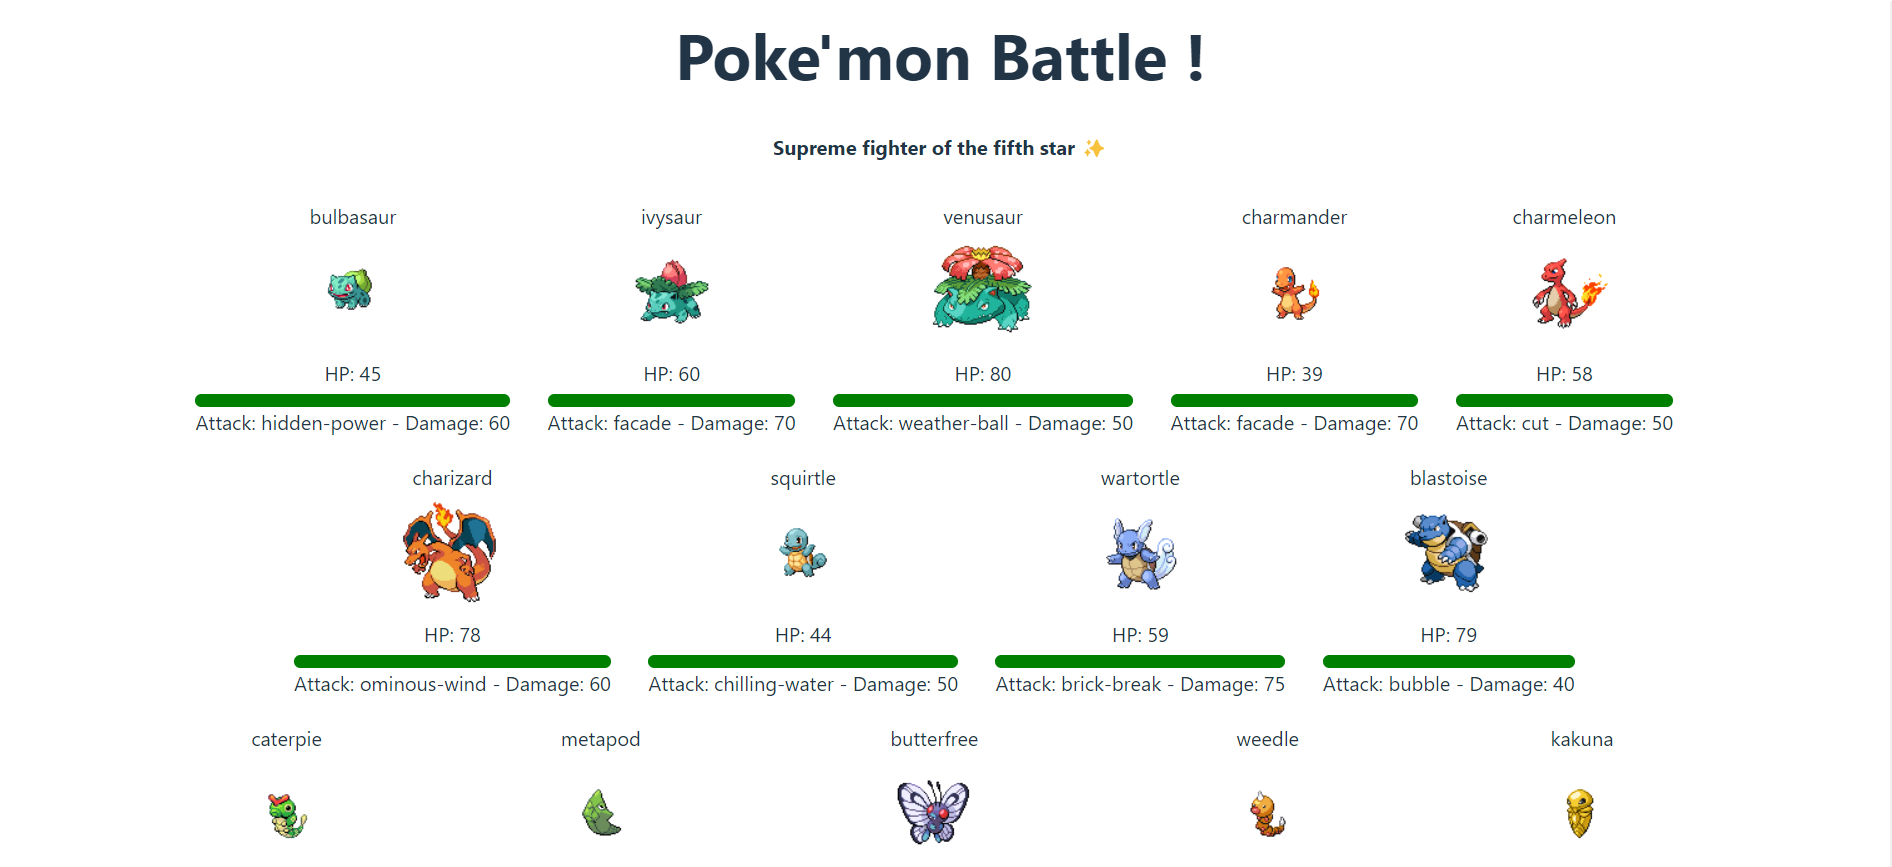 Poke'mon Battle !
Supreme fighter of the fifth star ✨
bulbasaur ivysaur venusaur charmander charmeleon
HP: 45 HP: 60 HP: 80 HP: 39 HP: 58
Attack: hidden-power - Damage: 60 Attack: facade - Damage: 70 Attack: weather-ball - Damage: 50 Attack: facade - Damage: 70 Attack: cut - Damage: 50
charizard squirtle wartortle blastoise
HP: 78 HP: 44 HP: 59 HP: 79
Attack: ominous-wind - Damage: 60 Attack: chilling-water - Damage: 50 Attack: brick-break - Damage: 75 Attack: bubble - Damage: 40
caterpie metapod butterfree weedle kakuna